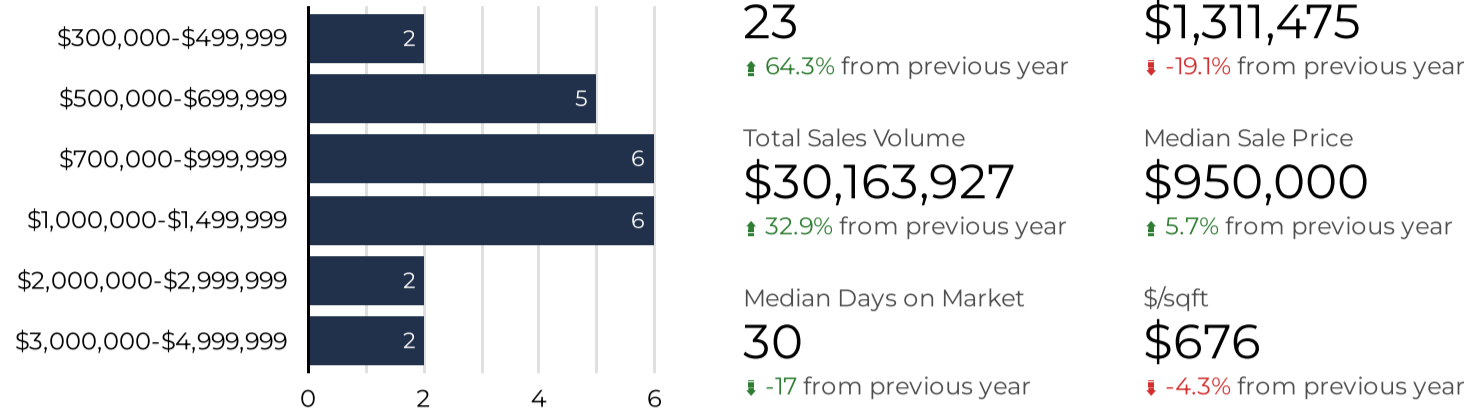 $300,000-$499,999 2
$500,000-$699,999 5
$700,000-$999,999 6
$1,000,000-$1,499,999 6
$2,000,000-$2,999,999 2
$3,000,000-$4,999,999 2
0 2 4 6
23
64.3% from previous year
$1,311,475
-19.1% from previous year
Total Sales Volume
$30,163,927
32.9% from previous year
Median Sale Price
$950,000
5.7% from previous year
Median Days on Market
30
-17 from previous year
$/sqft
$676
-4.3% from previous year